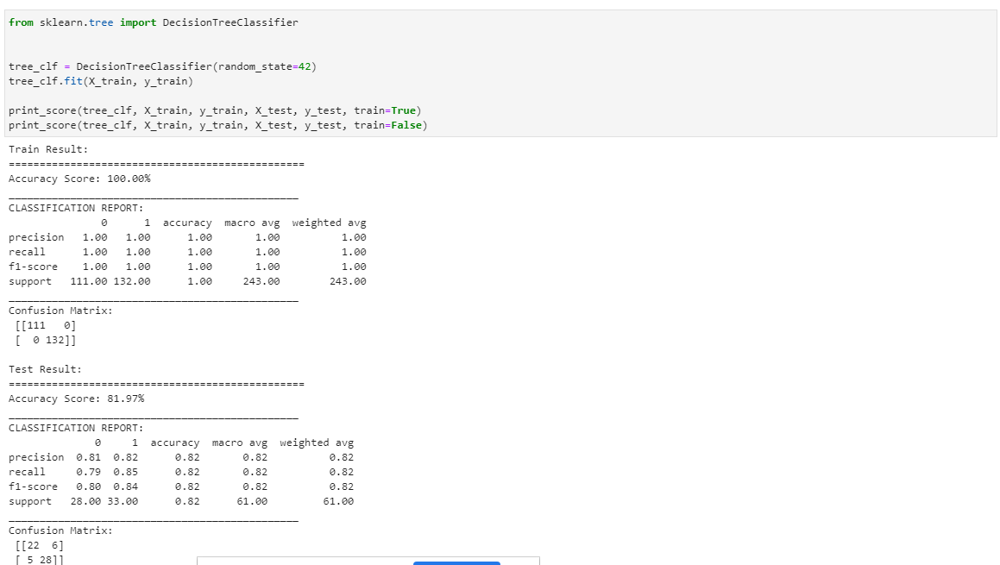 from sklearn.tree import DecisionTreeClassifier
tree_clf = DecisionTreeClassifier(random_state=42)
tree_clf.fit(X_train, y_train)
print_score(tree_clf, X_train, y_train, X_test, y_test, train=True)
print_score(tree_clf, X_train, y_train, X_test, y_test, train=False)
Train Result:
================================================
Accuracy Score: 100.00%
_______________________________________________
CLASSIFICATION REPORT:
0 1 accuracy macro avg weighted avg
precision 1.00 1.00 1.00 1.00 1.00
recall 1.00 1.00 1.00 1.00 1.00
f1-score 1.00 1.00 1.00 1.00 1.00
support 111.00 132.00 1.00 243.00 243.00
_______________________________________________
Confusion Matrix:
[[111 0]
[ 0 132]]
Test Result:
================================================
Accuracy Score: 81.97%
_______________________________________________
CLASSIFICATION REPORT:
0 1 accuracy macro avg weighted avg
precision 0.81 0.82 0.82 0.82 0.82
recall 0.79 0.85 0.82 0.82 0.82
f1-score 0.80 0.84 0.82 0.82 0.82
support 28.00 33.00 0.82 61.00 61.00
_______________________________________________
Confusion Matrix:
[[22 6]
[ 5 28]]